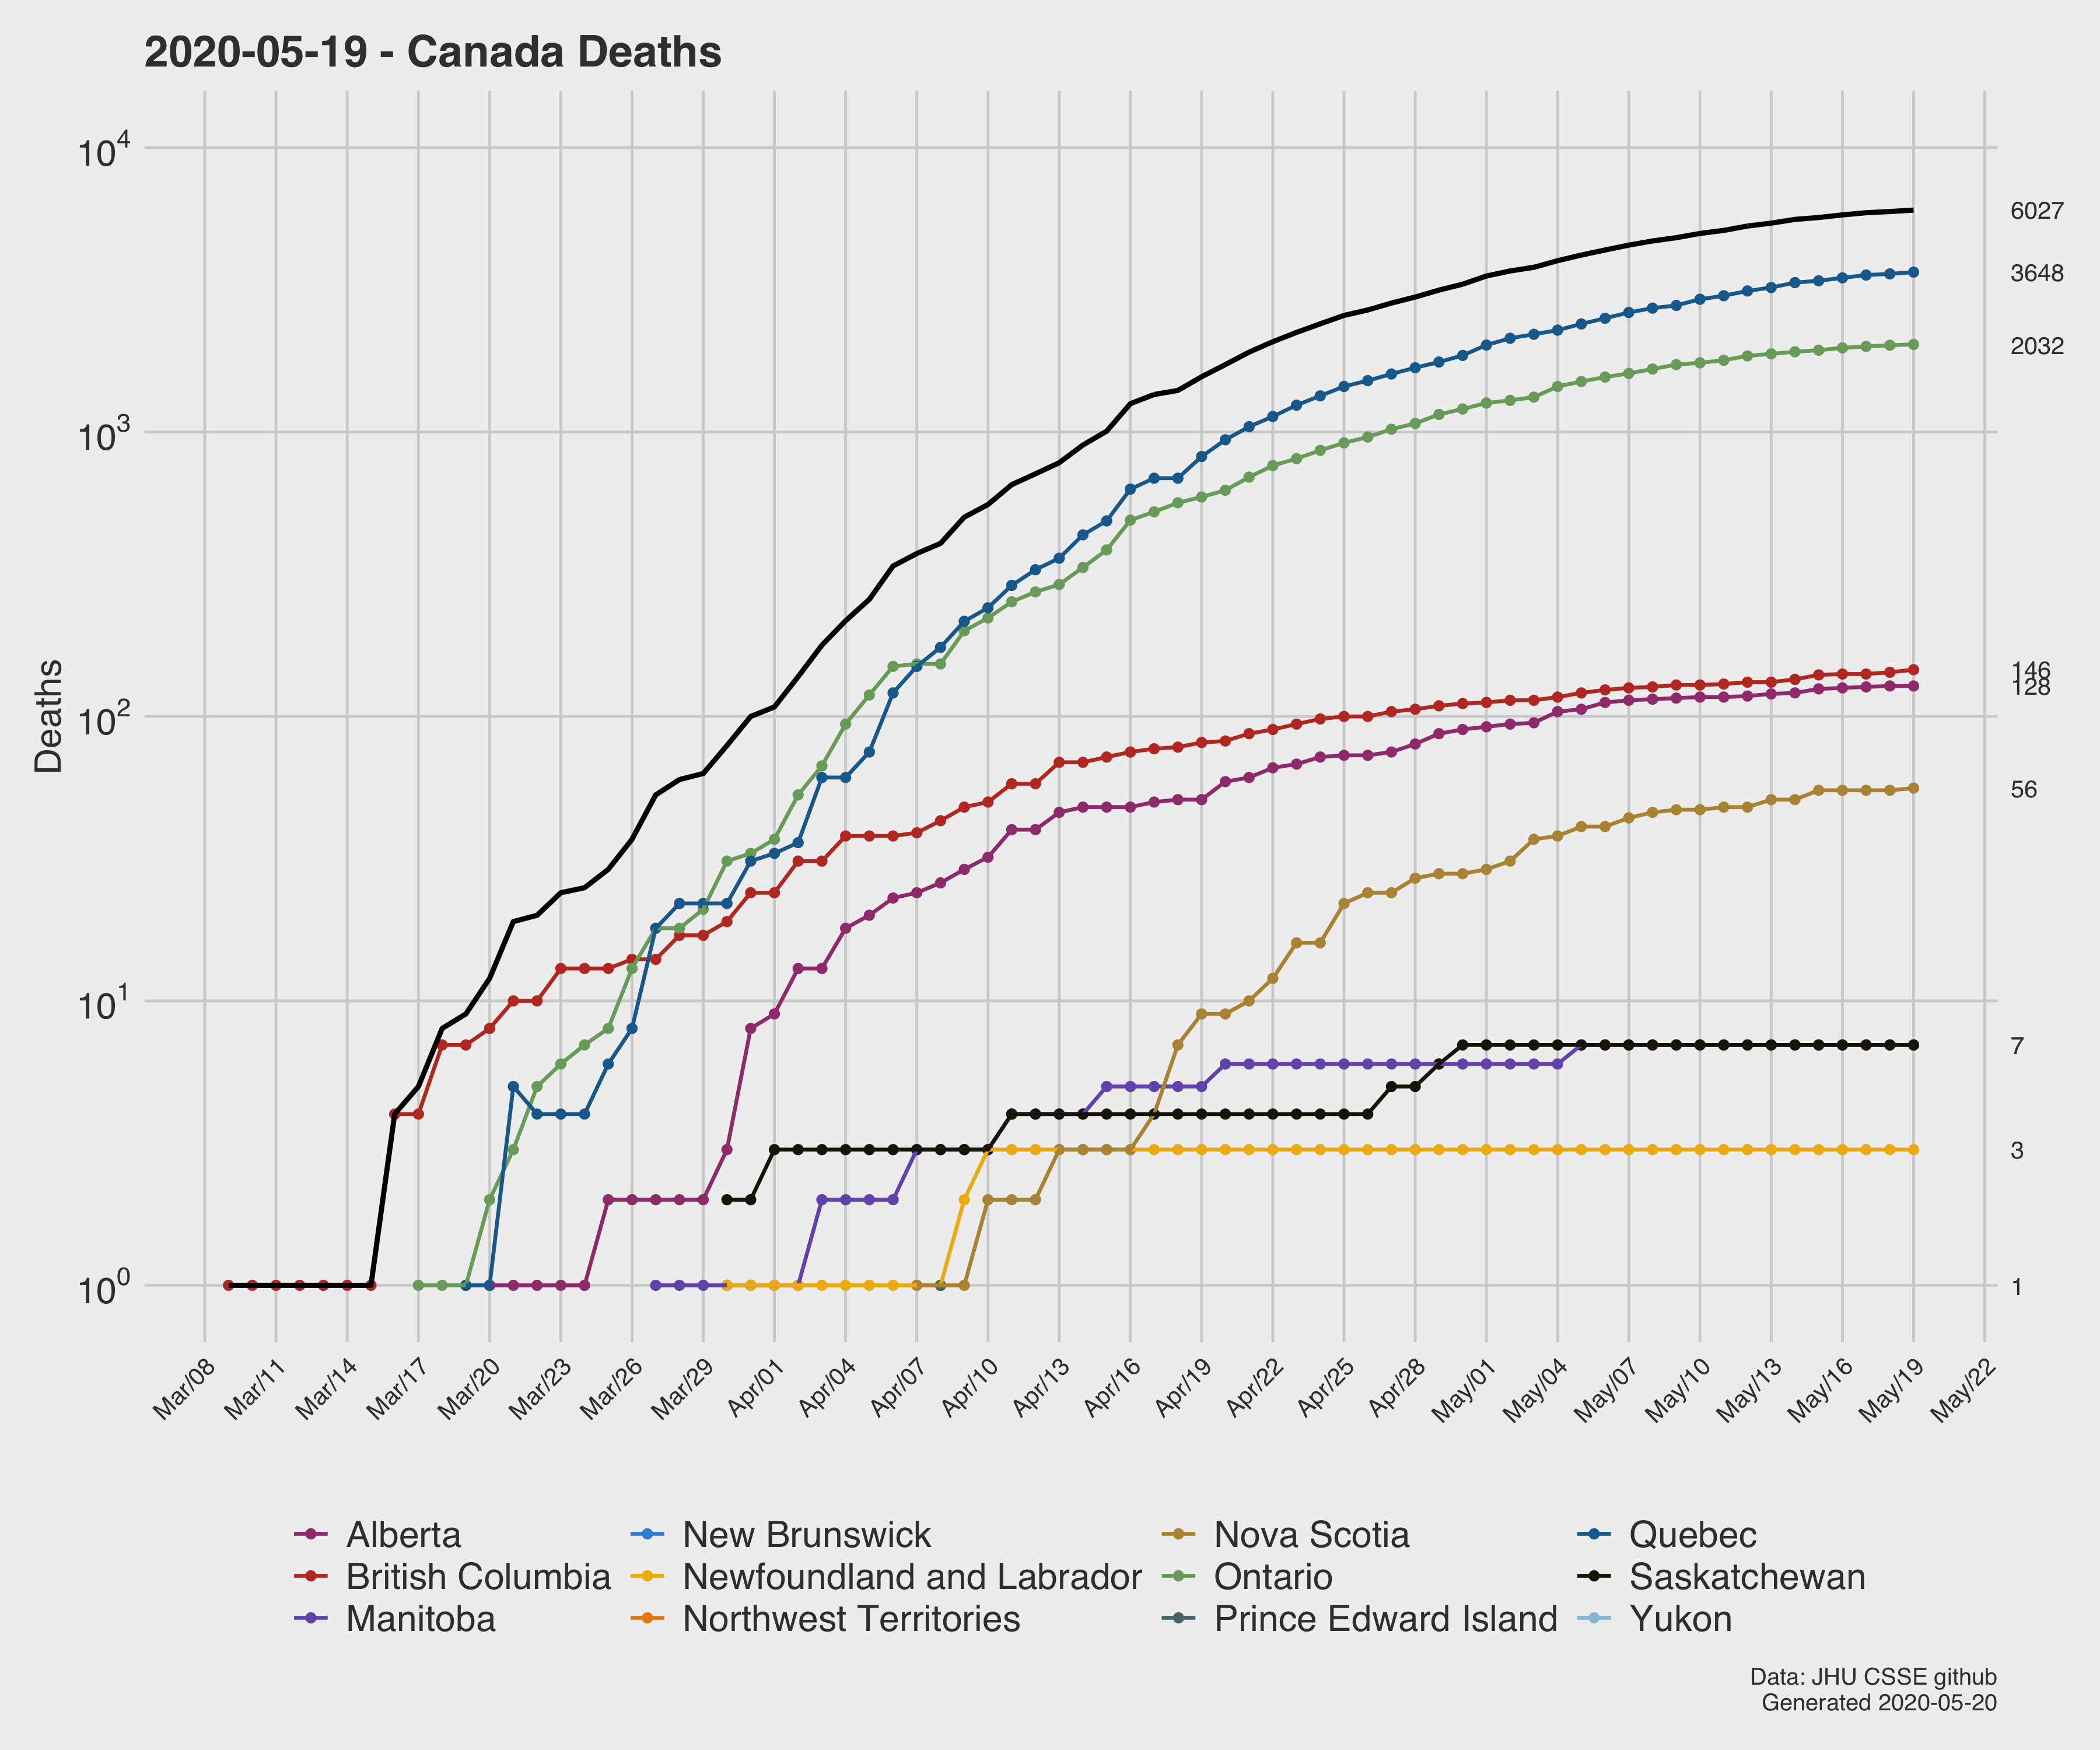 2020-05-19 - Canada Deaths
10^4
10^3
10^2
10^1
10^0
Deaths
6027
3648
2032
146
128
56
7
3
1
Mar/08 Mar/11 Mar/14 Mar/17 Mar/20 Mar/23 Mar/26 Mar/29 Apr/01 Apr/04 Apr/07 Apr/10 Apr/13 Apr/16 Apr/19 Apr/22 Apr/25 Apr/28 May/01 May/04 May/07 May/10 May/13 May/16 May/19 May/22
Alberta New Brunswick Nova Scotia Quebec
British Columbia Newfoundland and Labrador Ontario Saskatchewan
Manitoba Northwest Territories Prince Edward Island Yukon
Data: JHU CSSE github
Generated 2020-05-20